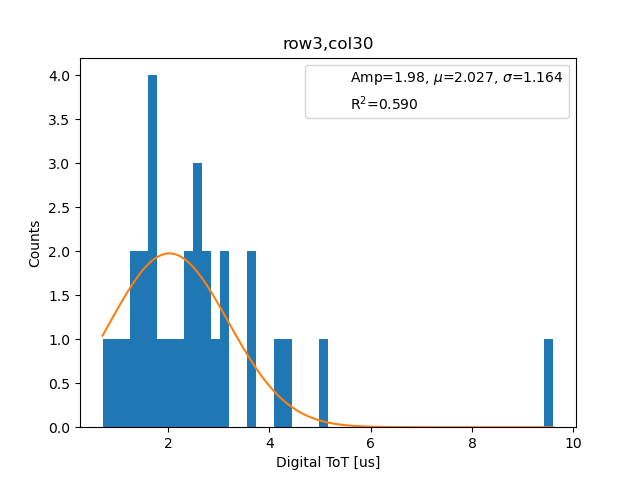 row3,col30
Amp=1.98, μ=2.027, σ=1.164
R²=0.590
4.0
3.5
3.0
2.5
2.0
1.5
1.0
0.5
0.0
Counts
2 4 6 8 10
Digital ToT [us]